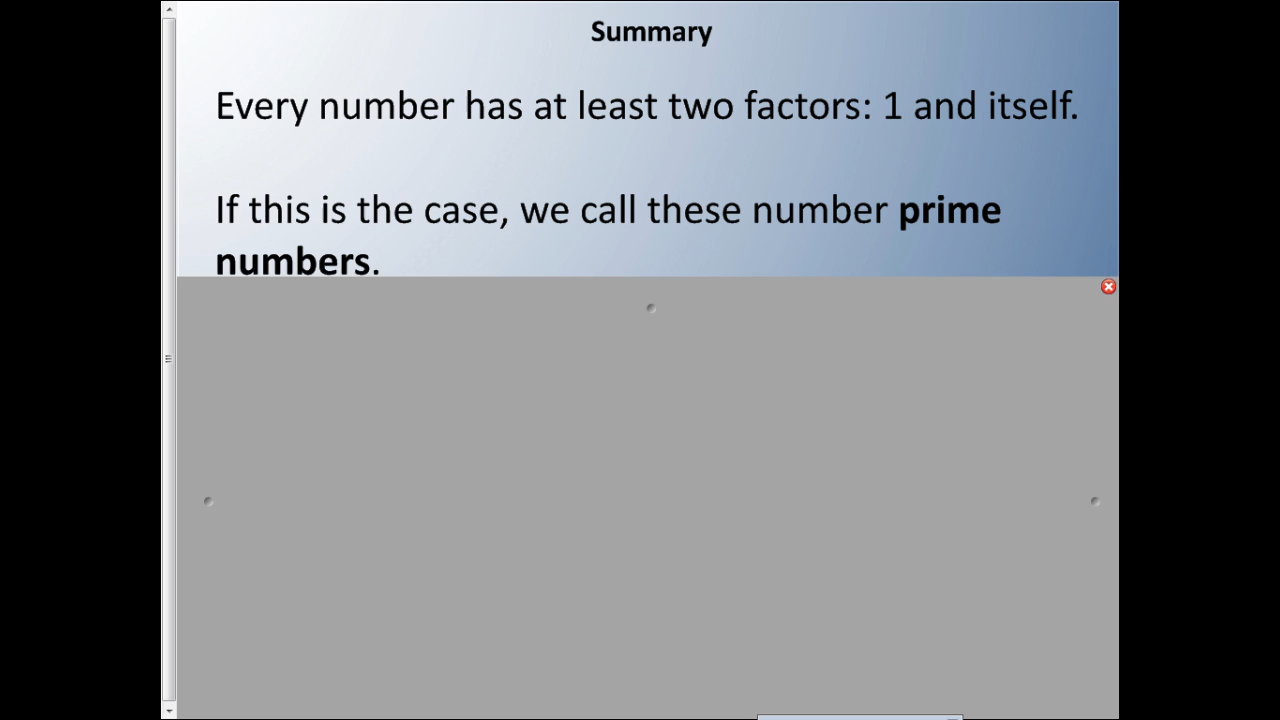 Summary
Every number has at least two factors: 1 and itself.
If this is the case, we call these number prime
numbers.